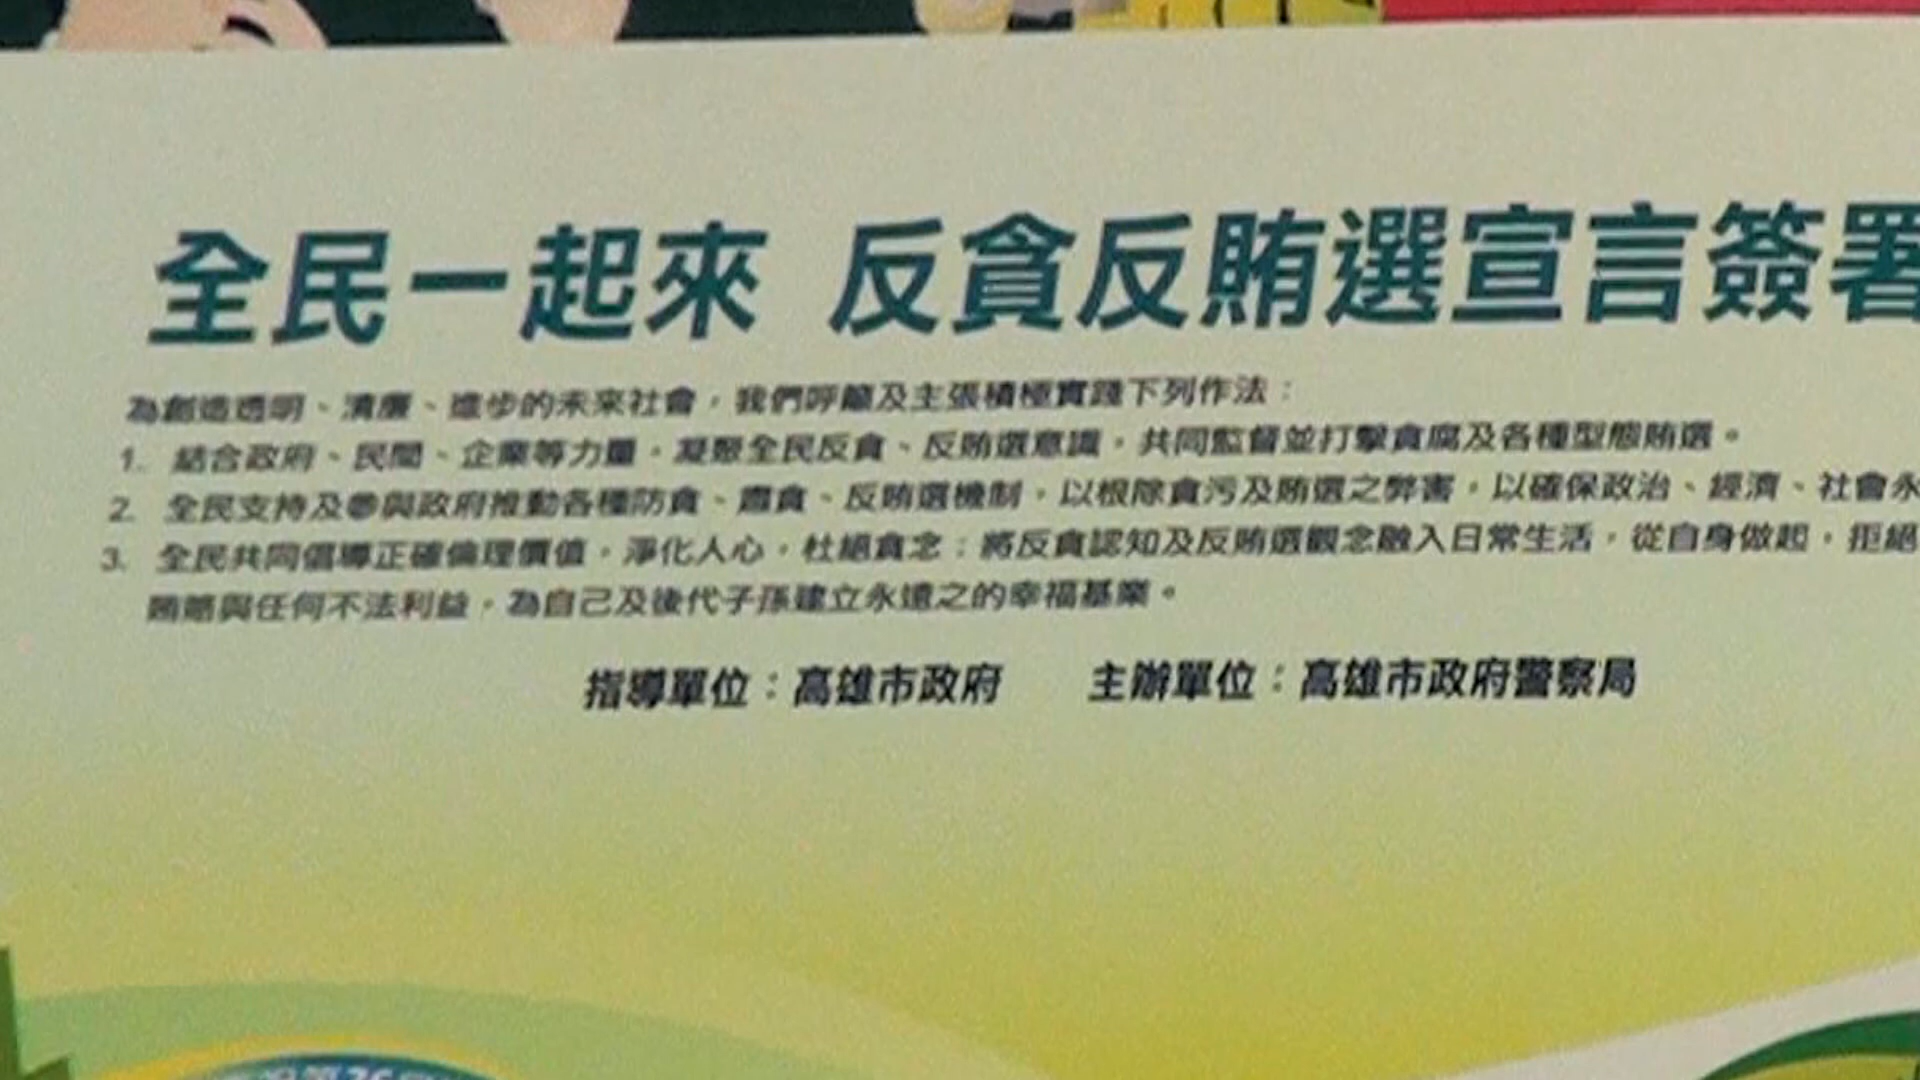 全民一起來 反貪反賄選宣言簽署
為創造透明、清廉、進步的未來社會，我們呼籲及主張積極實踐下列作法：
1. 結合政府、民間、企業等力量，凝聚全民反貪、反賄選意識，共同監督並打擊貪腐及各種型態賄選。
2. 全民支持及參與政府推動各種防貪、肅貪、反賄選機制，以根除貪污及賄選之弊害，以確保政治、經濟、社會永
3. 全民共同倡導正確倫理價值，淨化人心，杜絕貪念；將反貪認知及反賄選觀念融入日常生活，從自身做起，拒絕
賄賂與任何不法利益，為自己及後代子孫建立永遠之的幸福基業。
指導單位：高雄市政府 主辦單位：高雄市政府警察局